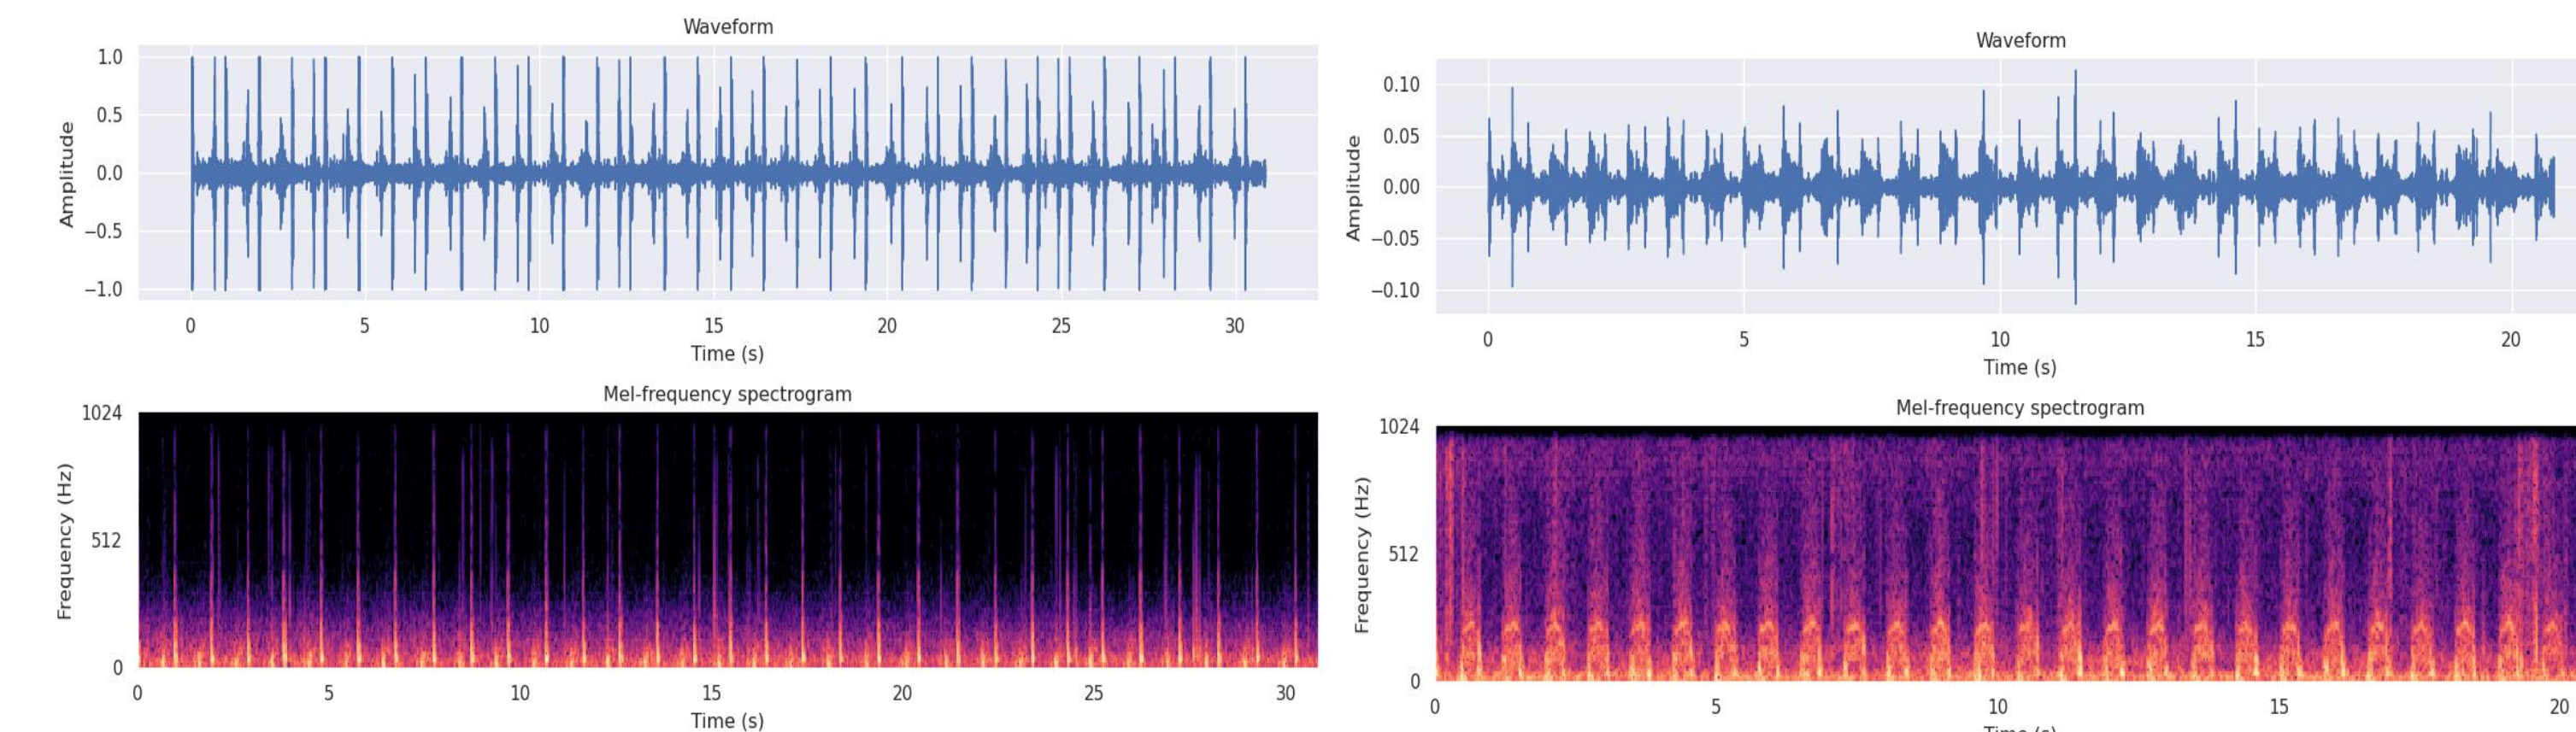 Waveform
1.0
0.5
0.0
−0.5
−1.0
Amplitude
0 5 10 15 20 25 30
Time (s)
Mel-frequency spectrogram
1024
512
0
Frequency (Hz)
0 5 10 15 20 25 30
Time (s)
Waveform
0.10
0.05
0.00
−0.05
−0.10
Amplitude
0 5 10 15 20
Time (s)
Mel-frequency spectrogram
1024
512
0
Frequency (Hz)
0 5 10 15 20
Time (s)